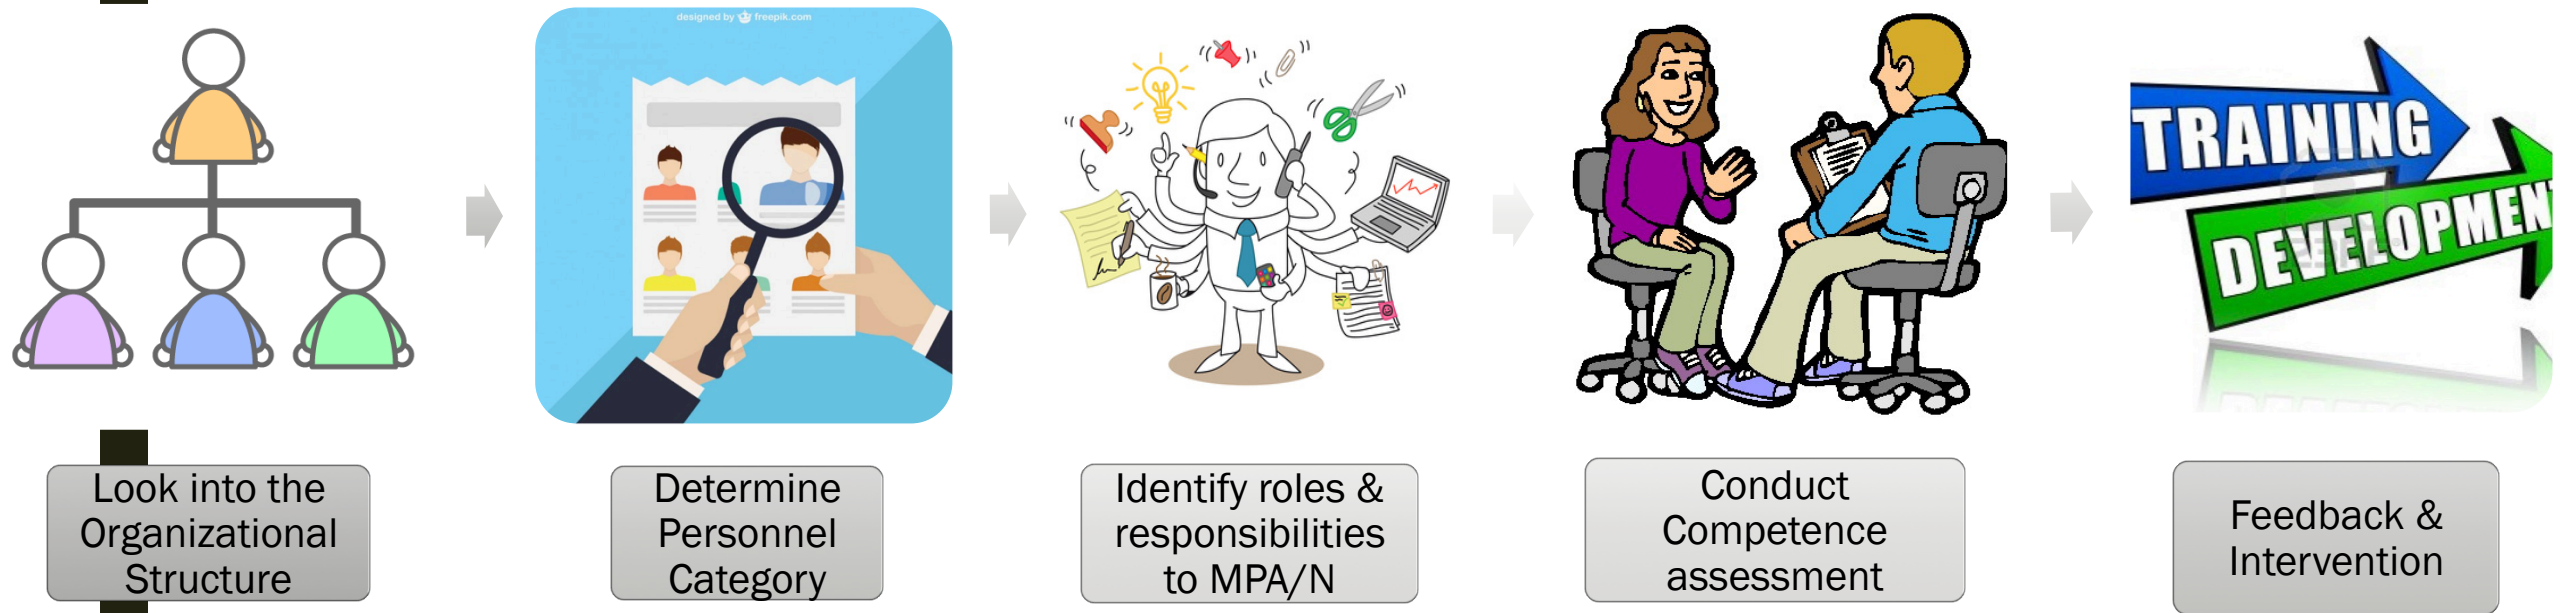 designed by freepik.com
TRAINING
DEVELOPMEN
Look into the
Organizational
Structure
Determine
Personnel
Category
Identify roles &
responsibilities
to MPA/N
Conduct
Competence
assessment
Feedback &
Intervention